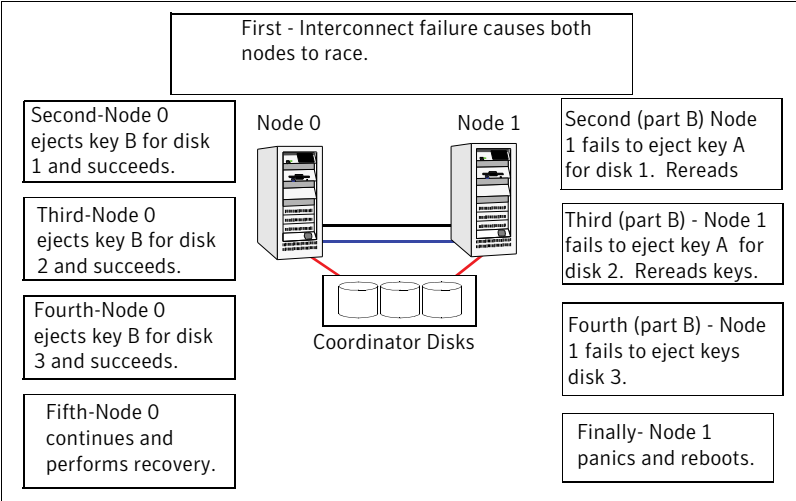 First - Interconnect failure causes both
nodes to race.
Second-Node 0
ejects key B for disk
1 and succeeds.
Node 0
Node 1
Second (part B) Node
1 fails to eject key A
for disk 1. Rereads
Third-Node 0
ejects key B for disk
2 and succeeds.
Third (part B) - Node 1
fails to eject key A for
disk 2. Rereads keys.
Fourth-Node 0
ejects key B for disk
3 and succeeds.
Coordinator Disks
Fourth (part B) - Node
1 fails to eject keys
disk 3.
Fifth-Node 0
continues and
performs recovery.
Finally- Node 1
panics and reboots.